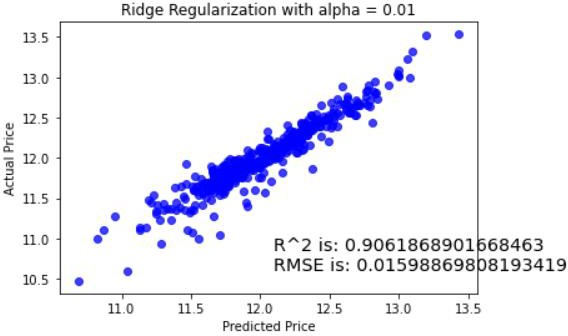 Ridge Regularization with alpha = 0.01
Actual Price
13.5
13.0
12.5
12.0
11.5
11.0
10.5
R^2 is: 0.9061868901668463
RMSE is: 0.01598869808193419
11.0 11.5 12.0 12.5 13.0 13.5
Predicted Price